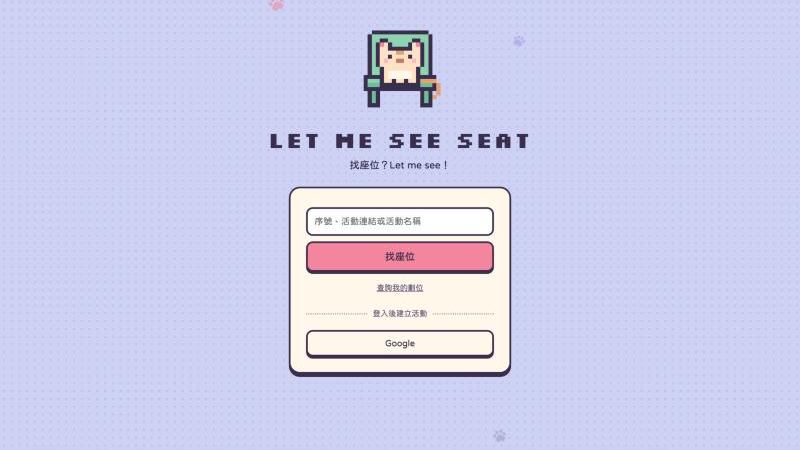 LET ME SEE SEAT
找座位？Let me see！
序號、活動連結或活動名稱
找座位
查詢我的劃位
登入後建立活動
Google